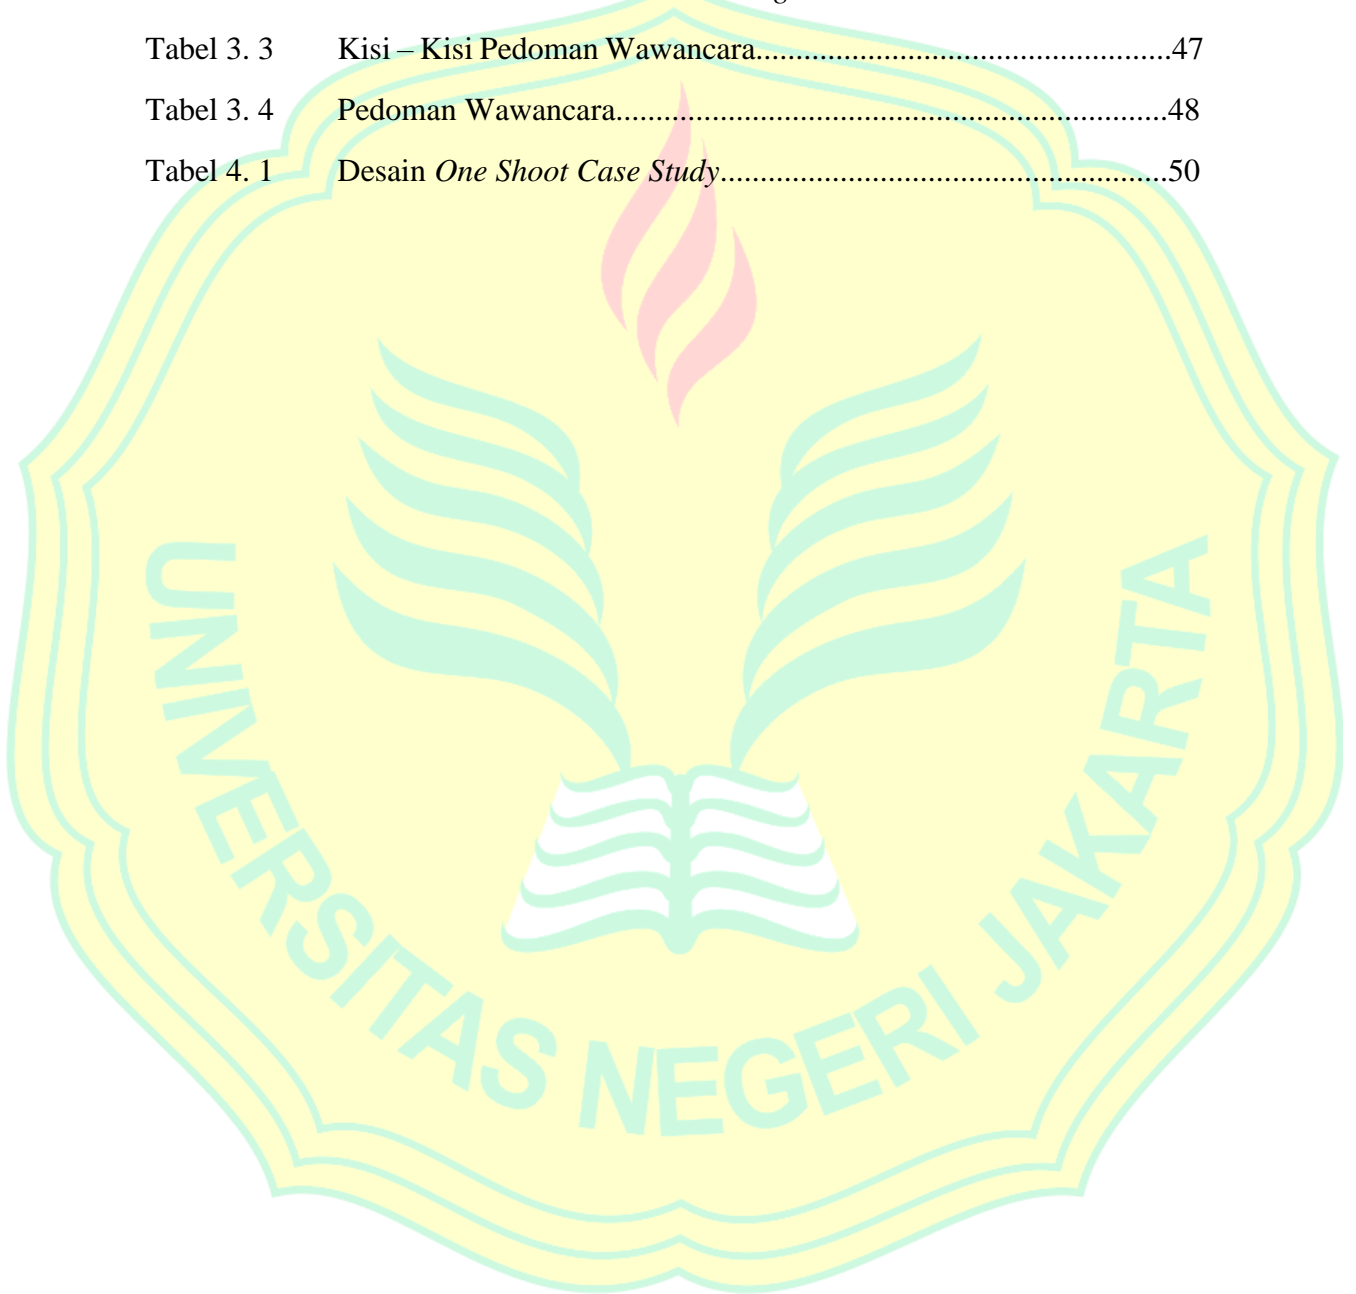 Tabel 3. 3 Kisi – Kisi Pedoman Wawancara....................................................47
Tabel 3. 4 Pedoman Wawancara.....................................................................48
Tabel 4. 1 Desain One Shoot Case Study........................................................50
UNIVERSITAS NEGERI JAKARTA